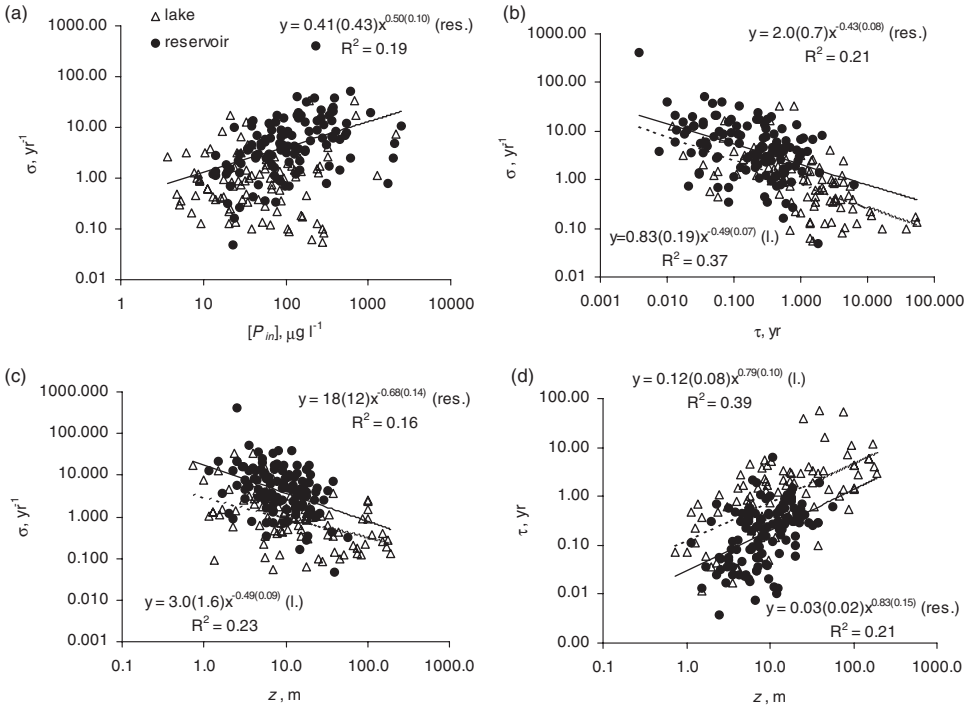 (a)
△ lake
● reservoir
y = 0.41(0.43)x^0.50(0.10) (res.)
R² = 0.19
σ, yr⁻¹
1000.00
100.00
10.00
1.00
0.10
0.01
1 10 100 1000 10000
[P_in], µg l⁻¹
(b)
y = 2.0(0.7)x^-0.43(0.08) (res.)
R² = 0.21
σ, yr⁻¹
1000.00
100.00
10.00
1.00
0.10
0.01
y=0.83(0.19)x^-0.49(0.07) (l.)
R² = 0.37
0.001 0.010 0.100 1.000 10.000 100.000
τ, yr
(c)
y = 18(12)x^-0.68(0.14) (res.)
R² = 0.16
σ, yr⁻¹
1000.000
100.000
10.000
1.000
0.100
0.010
0.001
y = 3.0(1.6)x^-0.49(0.09) (l.)
R² = 0.23
0.1 1.0 10.0 100.0 1000.0
z , m
(d)
y = 0.12(0.08)x^0.79(0.10) (l.)
R² = 0.39
τ, yr
100.00
10.00
1.00
0.10
0.01
0.00
y = 0.03(0.02)x^0.83(0.15) (res.)
R² = 0.21
0.1 1.0 10.0 100.0 1000.0
z , m